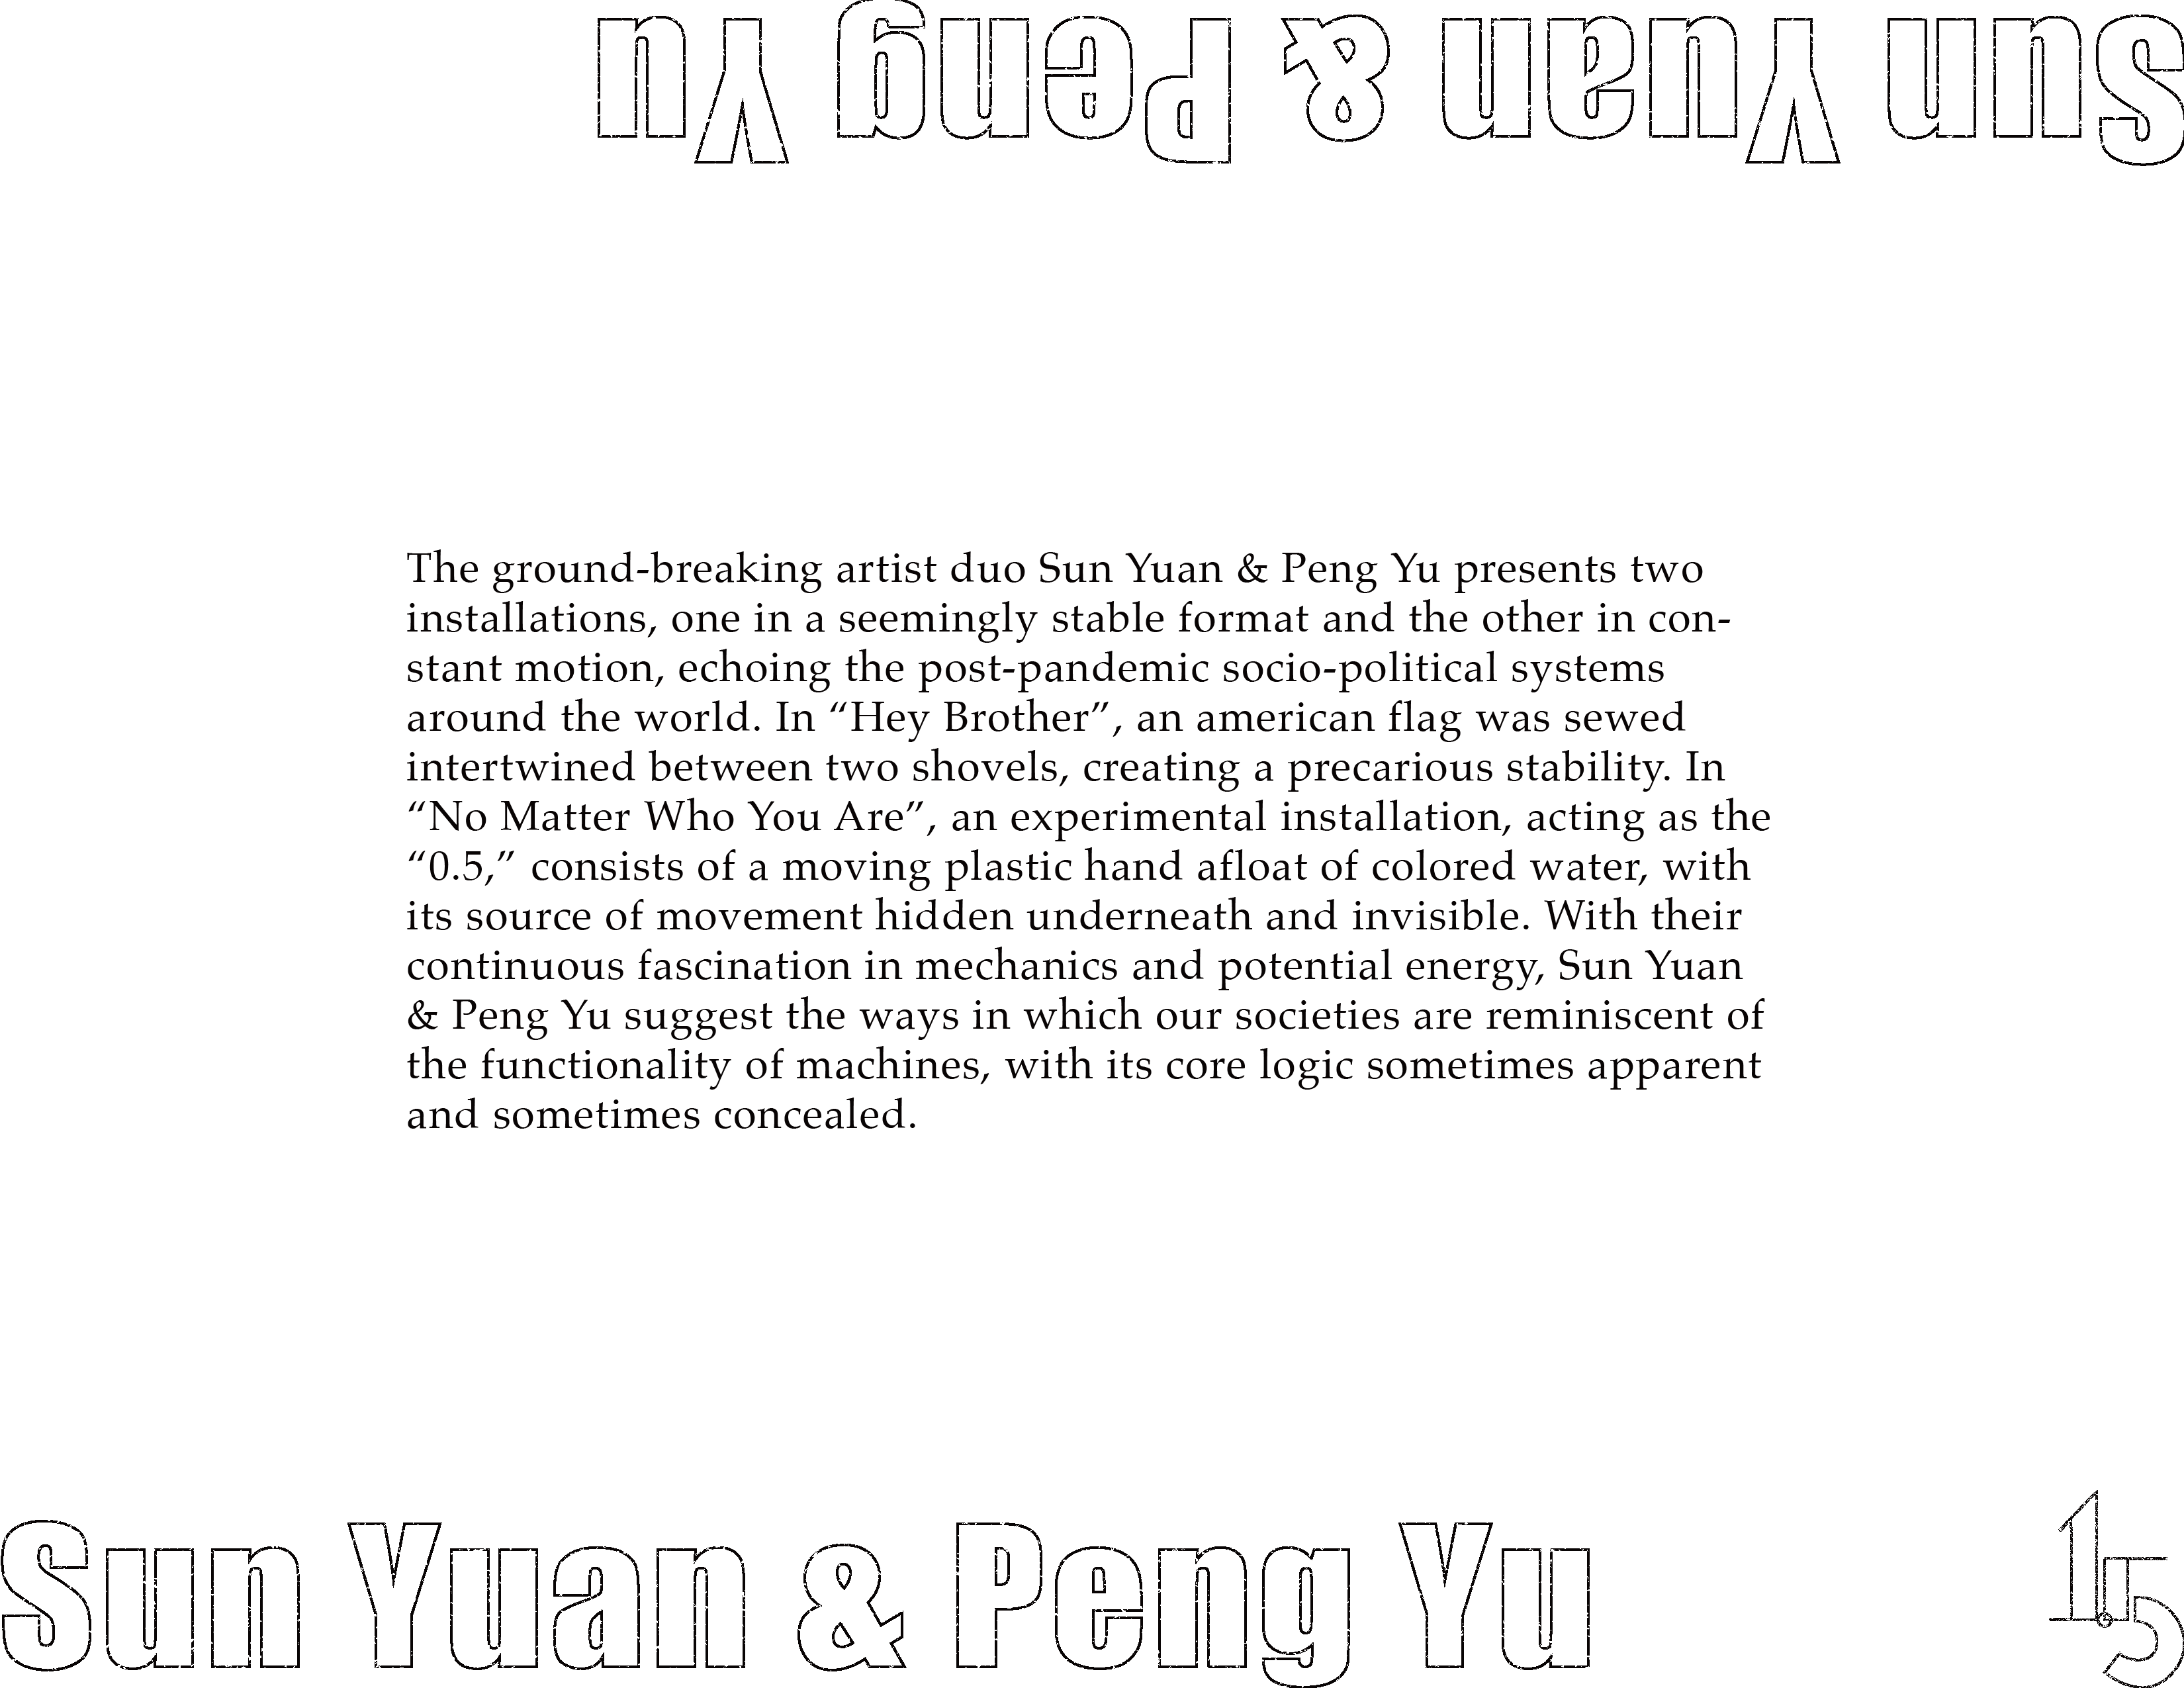 Sun Yuan & Peng Yu
The ground-breaking artist duo Sun Yuan & Peng Yu presents two
installations, one in a seemingly stable format and the other in con-
stant motion, echoing the post-pandemic socio-political systems
around the world. In “Hey Brother”, an american flag was sewed
intertwined between two shovels, creating a precarious stability. In
“No Matter Who You Are”, an experimental installation, acting as the
“0.5,” consists of a moving plastic hand afloat of colored water, with
its source of movement hidden underneath and invisible. With their
continuous fascination in mechanics and potential energy, Sun Yuan
& Peng Yu suggest the ways in which our societies are reminiscent of
the functionality of machines, with its core logic sometimes apparent
and sometimes concealed.
Sun Yuan & Peng Yu
1.5